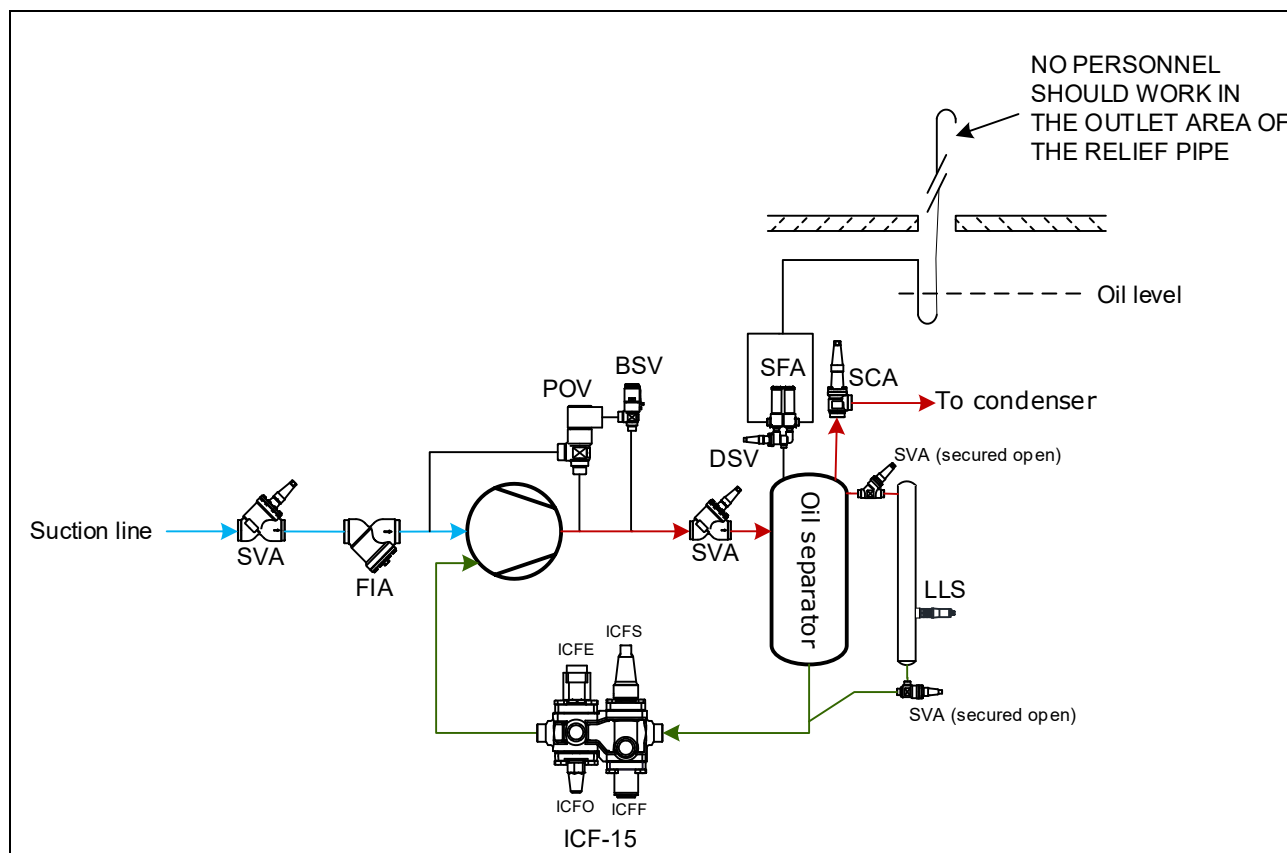 NO PERSONNEL
SHOULD WORK IN
THE OUTLET AREA OF
THE RELIEF PIPE
Oil level
BSV
POV
SFA
SCA
To condenser
DSV
SVA (secured open)
Suction line
SVA
FIA
SVA
Oil separator
LLS
ICFS
ICFE
SVA (secured open)
ICFO
ICFF
ICF-15